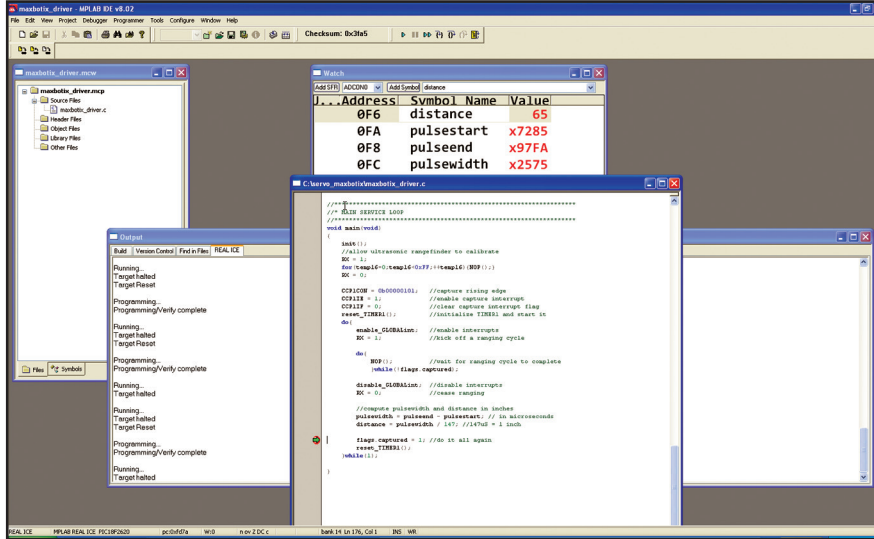 maxbotix_driver - MPLAB IDE v8.02
File Edit View Project Debugger Programmer Tools Configure Window Help
Checksum: 0x3fa5
maxbotix_driver.mcw
maxbotix_driver.mcp
Source Files
maxbotix_driver.c
Header Files
Object Files
Library Files
Other Files
Files Symbols
Watch
Add SFR ADCON0 Add Symbol distance
U...Address Symbol Name Value
0F6 distance 65
0FA pulsestart x7285
0F8 pulseend x97FA
0FC pulsewidth x2575
Output
Build Version Control Find in Files REAL ICE
Running...
Target halted
Target Reset
Programming...
Programming/Verify complete
Running...
Target halted
Target Reset
Programming...
Programming/Verify complete
Running...
Target halted
Running...
Target halted
Target Reset
Programming...
Programming/Verify complete
Running...
Target halted
C:\servo_maxbotix\maxbotix_driver.c
//* MAIN SERVICE LOOP
void main(void)
{
init();
//allow ultrasonic rangefinder to calibrate
RX = 1;
for(temp16=0;temp16<0xFF;++temp16){NOP();}
RX = 0;
CCP1CON = 0b00000101; //capture rising edge
CCP1IE = 1; //enable capture interrupt
CCP1IF = 0; //clear capture interrupt flag
reset_TIMER1(); //initialize TIMER1 and start it
do{
enable_GLOBALint; //enable interrupts
RX = 1; //kick off a ranging cycle
do{
NOP(); //wait for ranging cycle to complete
}while(!flags.captured);
disable_GLOBALint; //disable interrupts
RX = 0; //cease ranging
//compute pulsewidth and distance in inches
pulsewidth = pulseend - pulsestart; // in microseconds
distance = pulsewidth / 147; //147uS = 1 inch
flags.captured = 1; //do it all again
reset_TIMER1();
}while(1);
}
REAL ICE MPLAB REAL ICE PIC18F2620 pc:0xfd7a W:0 n ov Z DC c bank 14 Ln 176, Col 1 INS WR